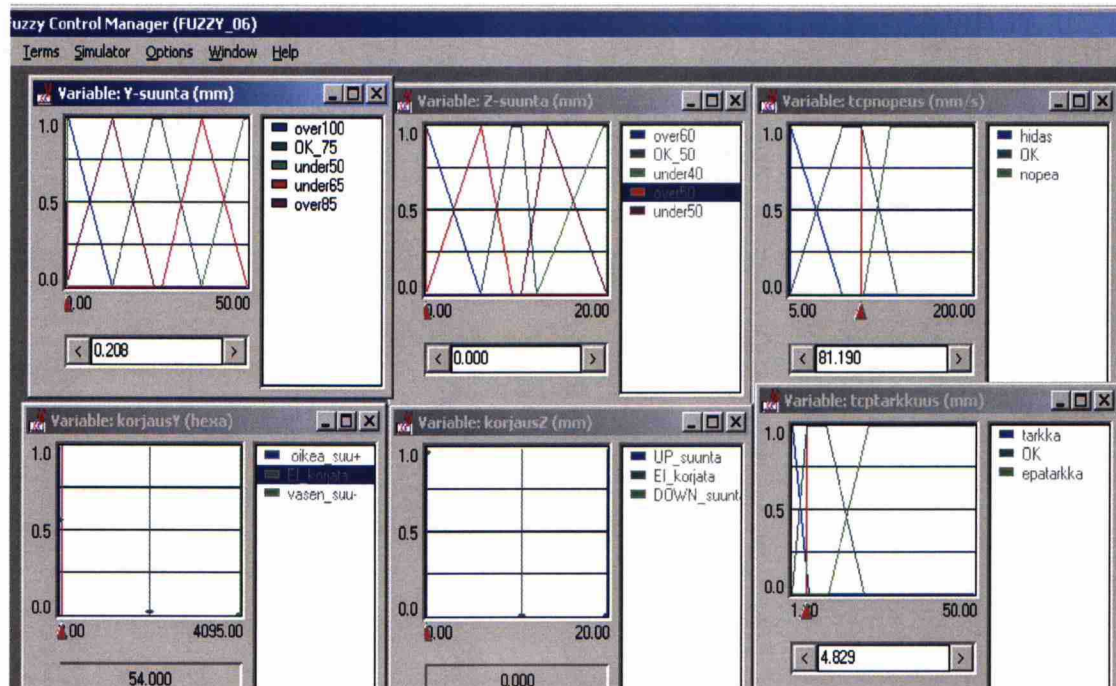 uzzy Control Manager (FUZZY_06)
Terms Simulator Options Window Help
Variable: Y-suunta (mm)
1.0
0.5
0.0
0.00 50.00
0.208
over100
OK_75
under50
under65
over85
Variable: Z-suunta (mm)
1.0
0.5
0.0
0.00 20.00
0.000
over60
OK_50
under40
over50
under50
Variable: tcpnopeus (mm/s)
1.0
0.5
0.0
5.00 200.00
81.190
hidas
OK
nopea
Variable: korjausY (hexa)
1.0
0.5
0.0
0.00 4095.00
54.000
oikea_suu+
EI_korjata
vasen_suu-
Variable: korjausZ (mm)
1.0
0.5
0.0
0.00 20.00
0.000
UP_suunta
EI_korjata
DOWN_suunta
Variable: tcptarkkuus (mm)
1.0
0.5
0.0
50.00
4.829
tarkka
OK
epatarkka